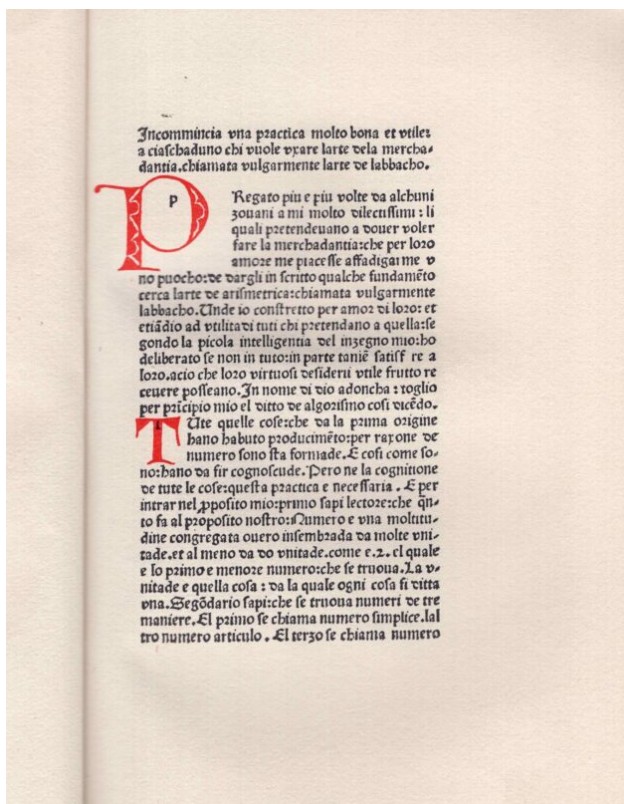 Incommincia vna practica molto bona et vtilez
a ciaschaduno chi vuole vxare larte dela mercha-
dantia.chiamata vulgarmente larte de labbacho.
P
Regato piu e piu volte da alchuni
zouani a mi molto dilectissimi : li
quali pretendeuano a douer voler
fare la merchadantia:che per loro
amore me piacesse affadigarme v
no puocho:de dargli in scritto qualche fundamēto
cerca larte de arismetrica:chiamata vulgarmente
labbacho.Unde io constretto per amor di loro: et
etiādio ad vtilita di tuti chi pretendano a quella:se
gondo la picola intelligentia del inzegno mio:ho
deliberato se non in tuto:in parte taniē satisf re a
loro.acio che loro virtuosi desiderii vtile frutto re
ceuere posseano.In nome di dio adoncha : toglio
per prīcipio mio el ditto de algorismo cosi dicēdo.
T
Ute quelle cose:che da la prima origine
hano habuto producimēto:per raxone de
numero sono sta formade.E cosi come so-
no:hano da fir cognoscude.Pero ne la cognitione
de tute le cose:questa practica e necessaria . E per
intrar nel ꝓposito mio:primo sapi lectore:che qn̄-
to fa al proposito nostro:Numero e vna moltitu-
dine congregata ouero insembrada da molte vni-
tade.et al meno da do vnitade.come e.2. el quale
e lo primo e menore numero:che se truoua.La v-
nitade e quella cosa : da la quale ogni cosa si ditta
vna.Segōdario sapi:che se truoua numeri de tre
maniere.El primo se chiama numero simplice.lal
tro numero articulo . El terzo se chiama numero